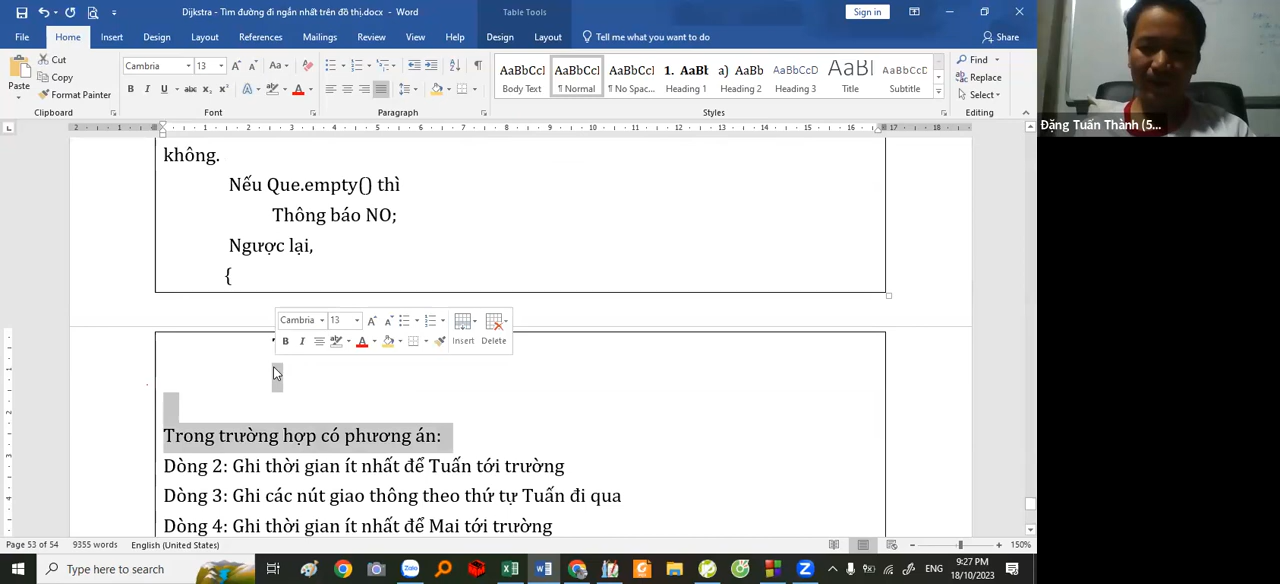 Dijkstra - Tìm đường đi ngắn nhất trên đồ thị.docx - Word
Table Tools
Sign in
File Home Insert Design Layout References Mailings Review View Help Design Layout Tell me what you want to do Share
Paste
Cut
Copy
Format Painter
Cambria 13
Clipboard Font Paragraph Styles Editing
AaBbCcI AaBbCcI AaBbCcI 1. AaBb a) AaBb AaBbCcD AaBl AaBbCcC
Body Text ¶ Normal ¶ No Spac... Heading 1 Heading 2 Heading 3 Title Subtitle
Find
Replace
Select
Đặng Tuấn Thành (5...
không.
Nếu Que.empty() thì
Thông báo NO;
Ngược lại,
{
Cambria 13
Insert Delete
Trong trường hợp có phương án:
Dòng 2: Ghi thời gian ít nhất để Tuấn tới trường
Dòng 3: Ghi các nút giao thông theo thứ tự Tuấn đi qua
Dòng 4: Ghi thời gian ít nhất để Mai tới trường
Page 53 of 54 9355 words English (United States) 150%
Type here to search
ENG
9:27 PM
18/10/2023